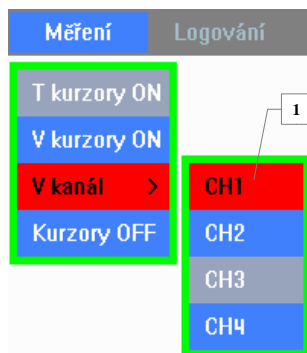 Měření Logování
T kurzory ON
V kurzory ON
V kanál >
Kurzory OFF
1
CH1
CH2
CH3
CH4